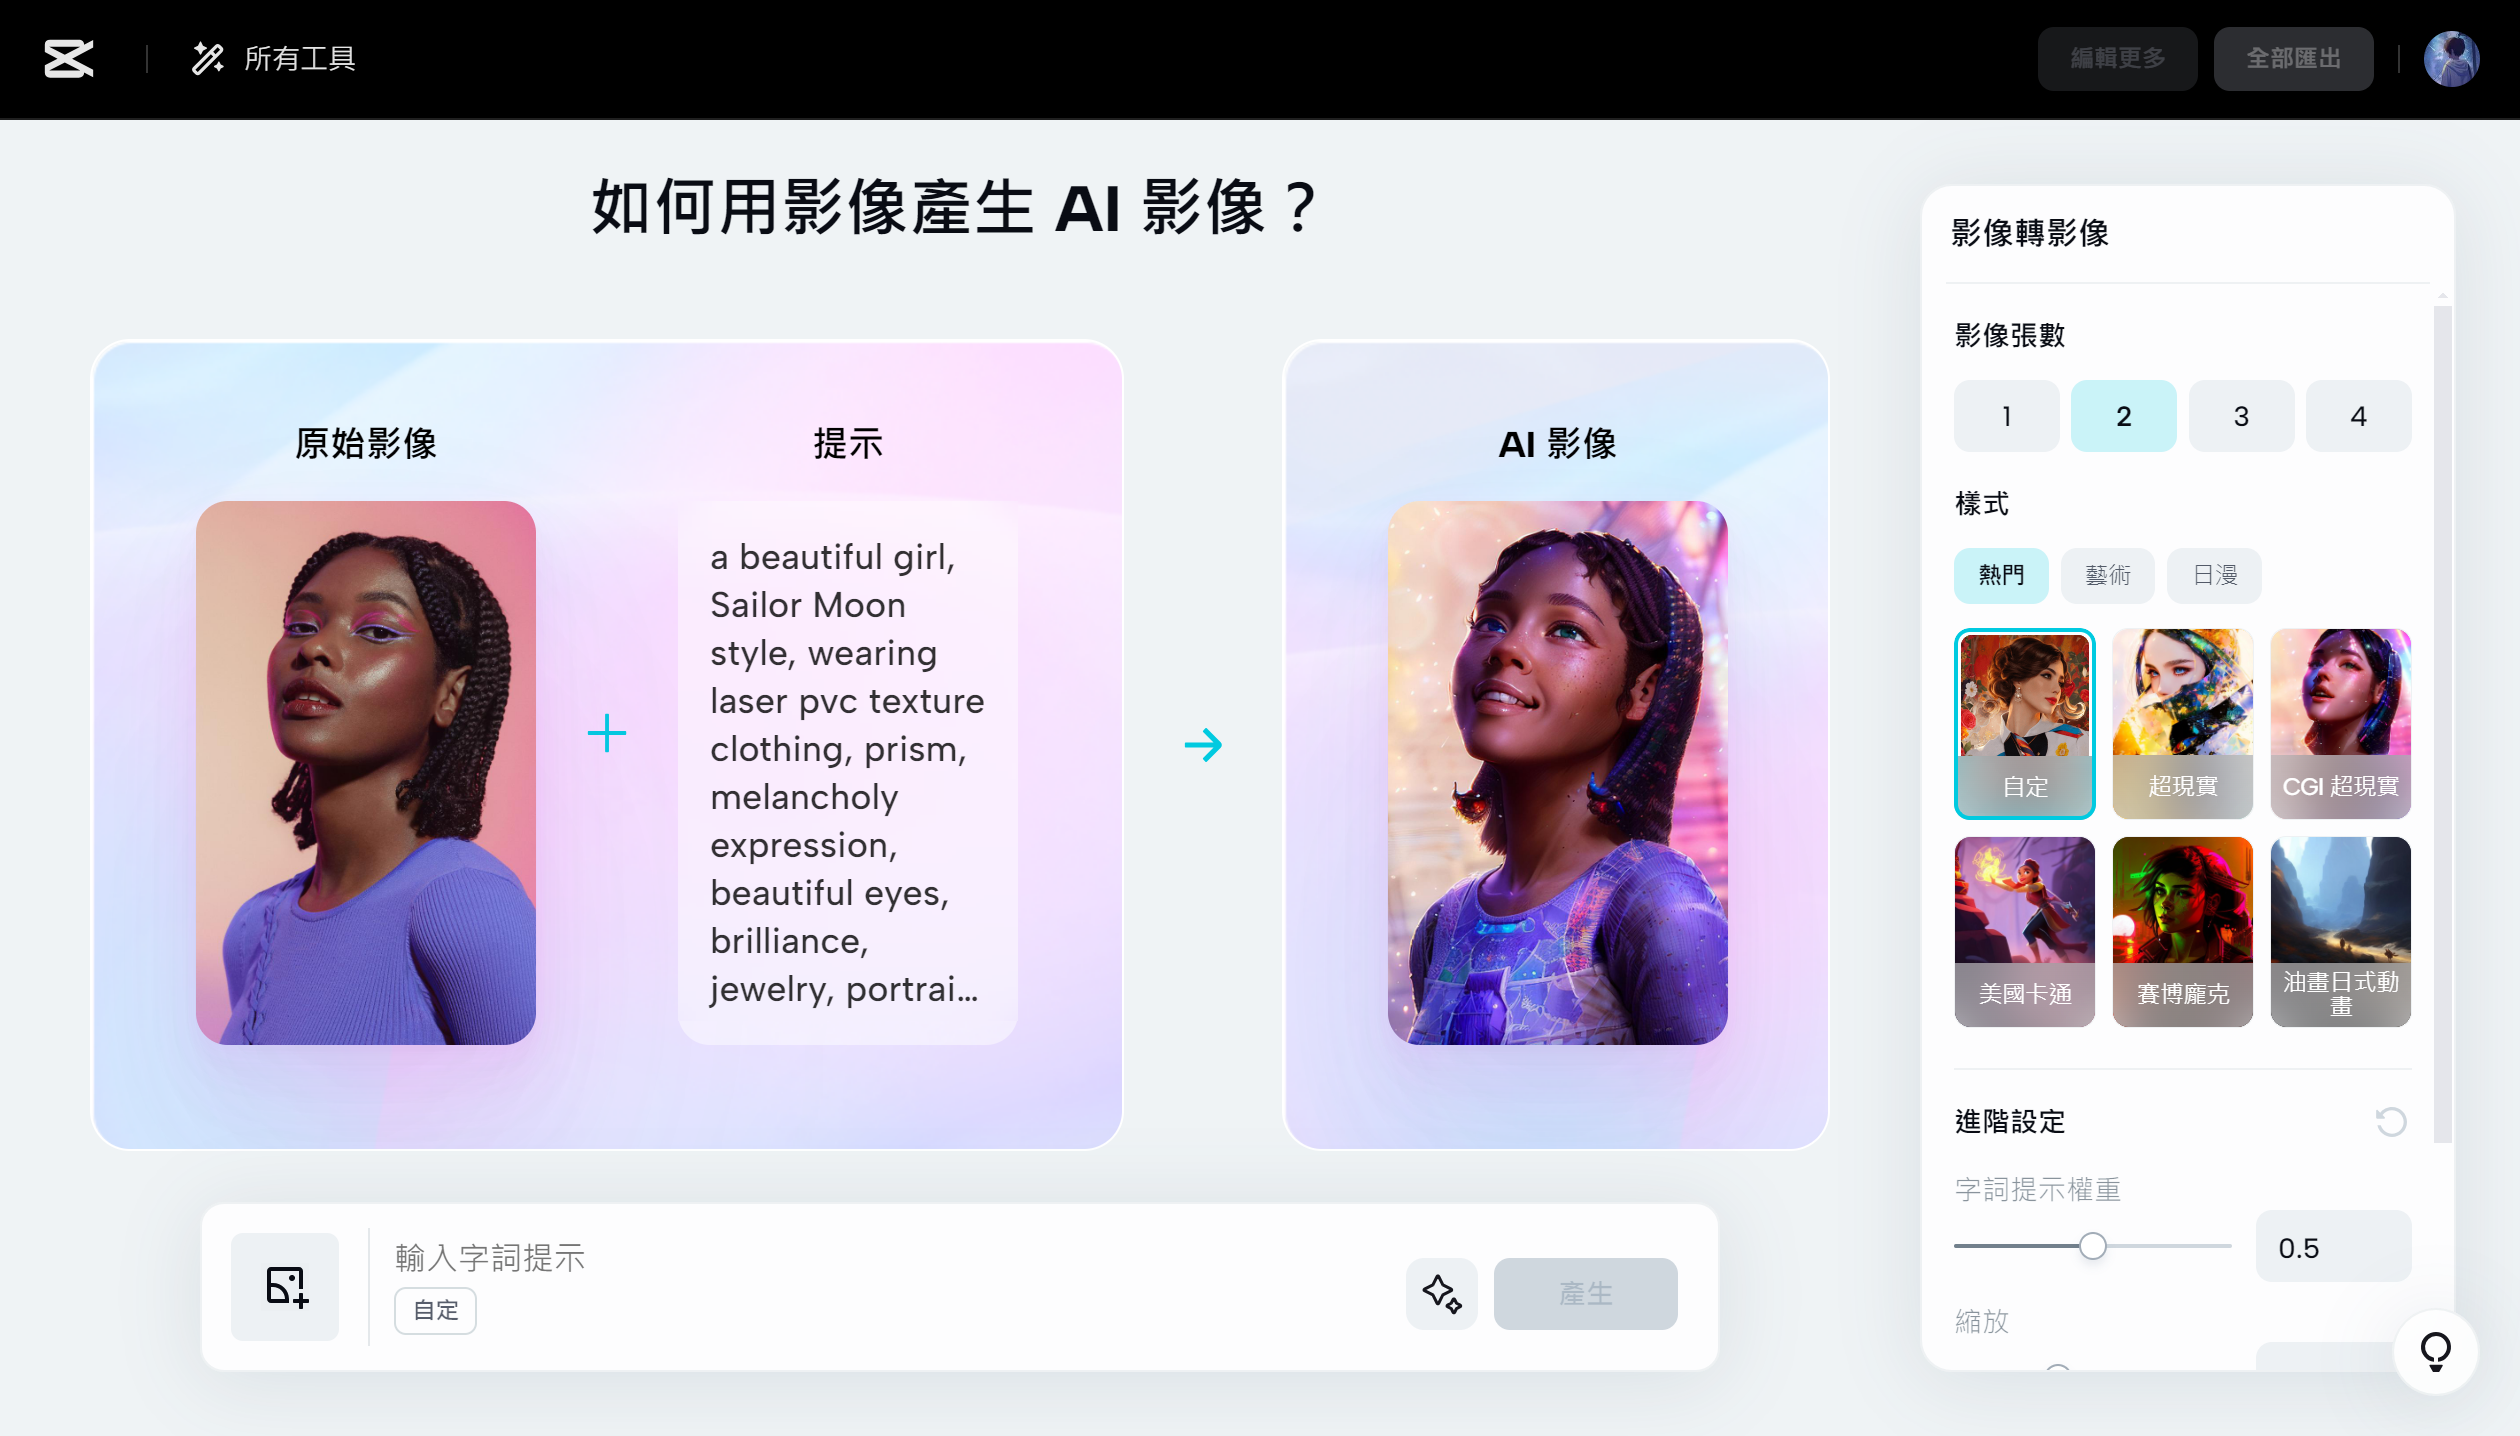 所有工具
編輯更多
全部匯出
如何用影像產生 AI 影像？
原始影像
提示
a beautiful girl,
Sailor Moon
style, wearing
laser pvc texture
clothing, prism,
melancholy
expression,
beautiful eyes,
brilliance,
jewelry, portrai...
AI 影像
輸入字詞提示
自定
產生
影像轉影像
影像張數
1
2
3
4
樣式
熱門
藝術
日漫
自定
超現實
CGI 超現實
美國卡通
賽博龐克
油畫日式動
畫
進階設定
字詞提示權重
0.5
縮放